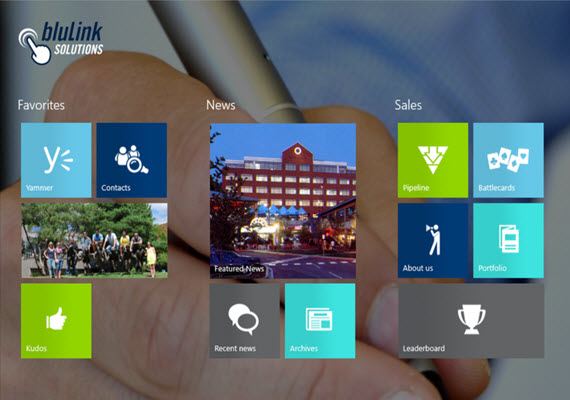 bluLink
SOLUTIONS
Favorites
News
Sales
Yammer
Contacts
Featured News
Pipeline
Battlecards
About us
Portfolio
Kudos
Recent news
Archives
Leaderboard